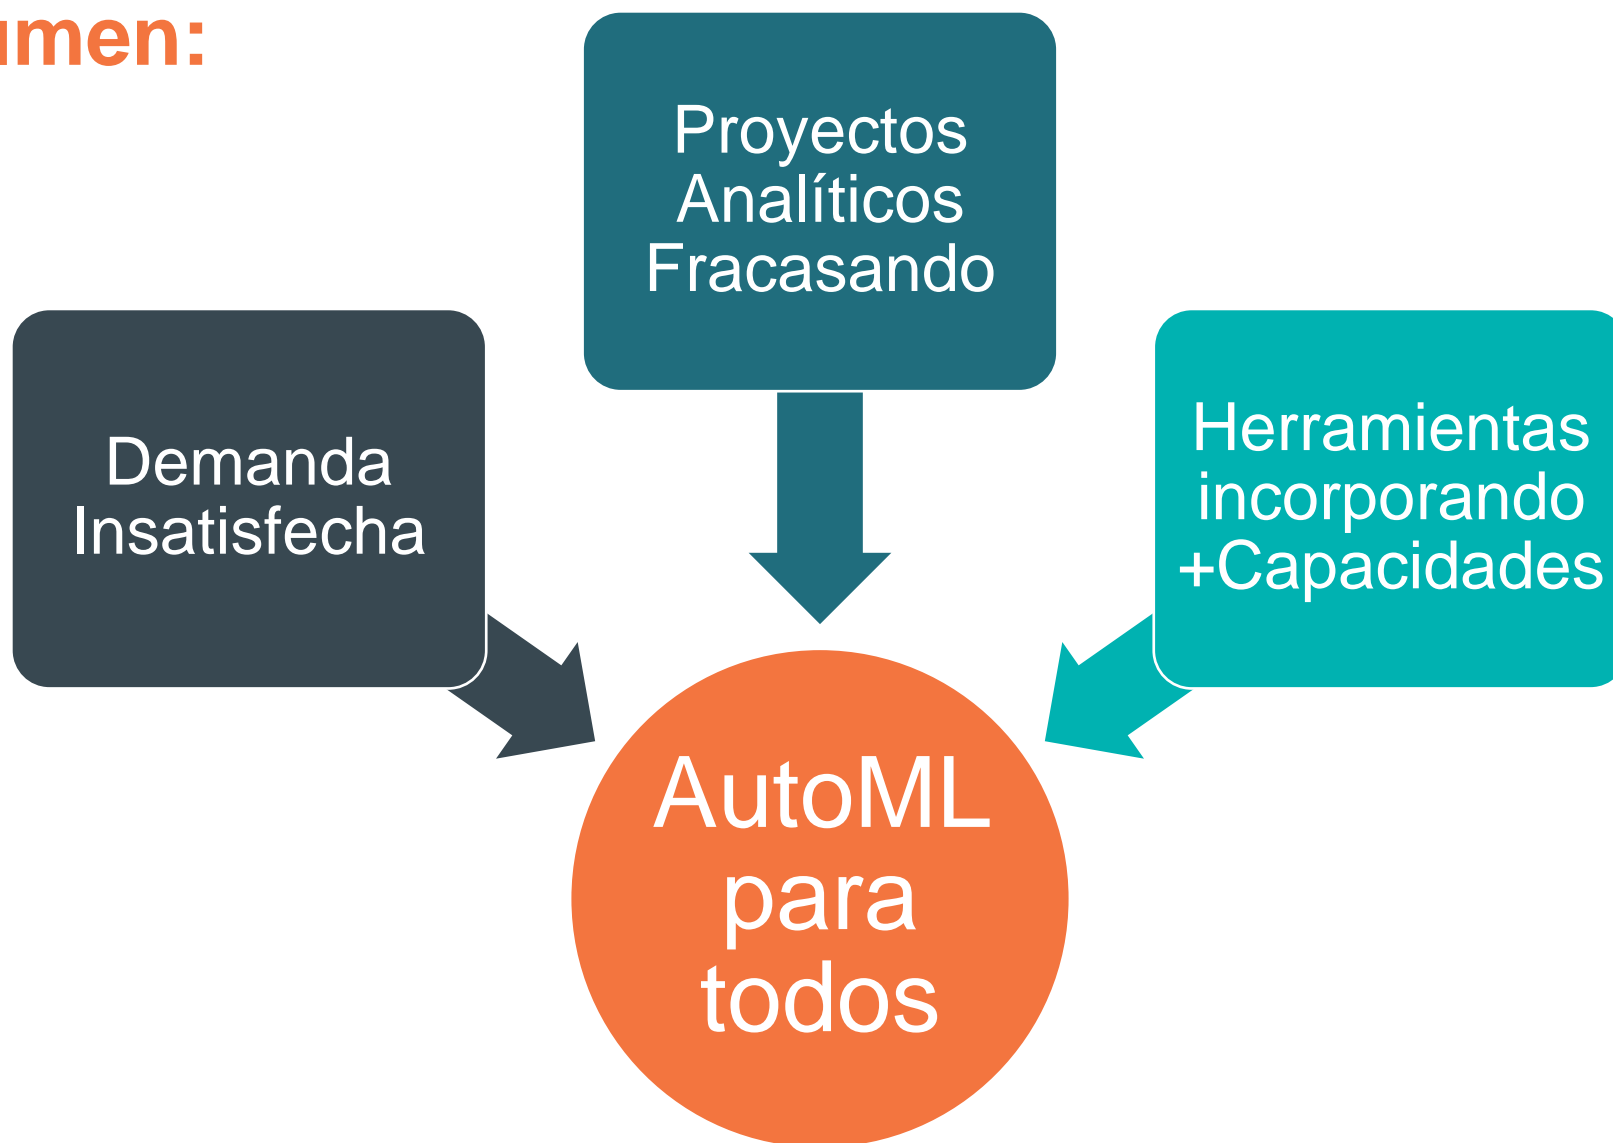 umen:
Proyectos
Analíticos
Fracasando
Demanda
Insatisfecha
Herramientas
incorporando
+Capacidades
AutoML
para
todos